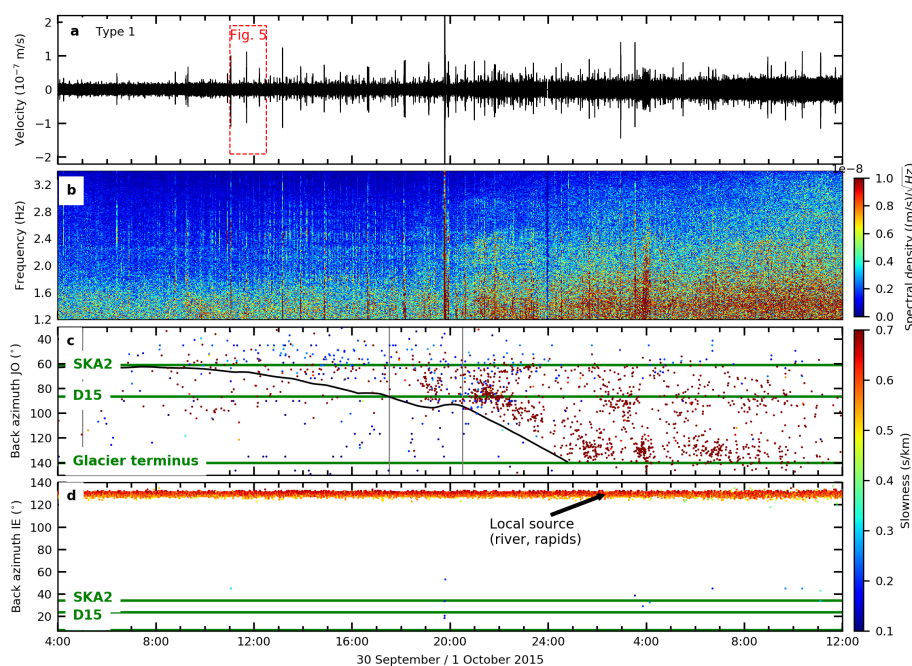 a Type 1
Fig. 5
2
1
0
−1
−2
Velocity (10⁻⁷ m/s)
b
3.2
2.8
2.4
2.0
1.6
1.2
Frequency (Hz)
1e−8
1.0
0.8
0.6
0.4
0.2
0.0
Spectral density ((m/s)/√Hz)
c
40
60
80
100
120
140
Back azimuth JO (°)
SKA2
D15
Glacier terminus
0.7
0.6
0.5
0.4
0.3
0.2
0.1
Slowness (s/km)
d
140
120
100
80
60
40
20
Back azimuth IE (°)
Local source
(river, rapids)
SKA2
D15
4:00 8:00 12:00 16:00 20:00 24:00 4:00 8:00 12:00
30 September / 1 October 2015